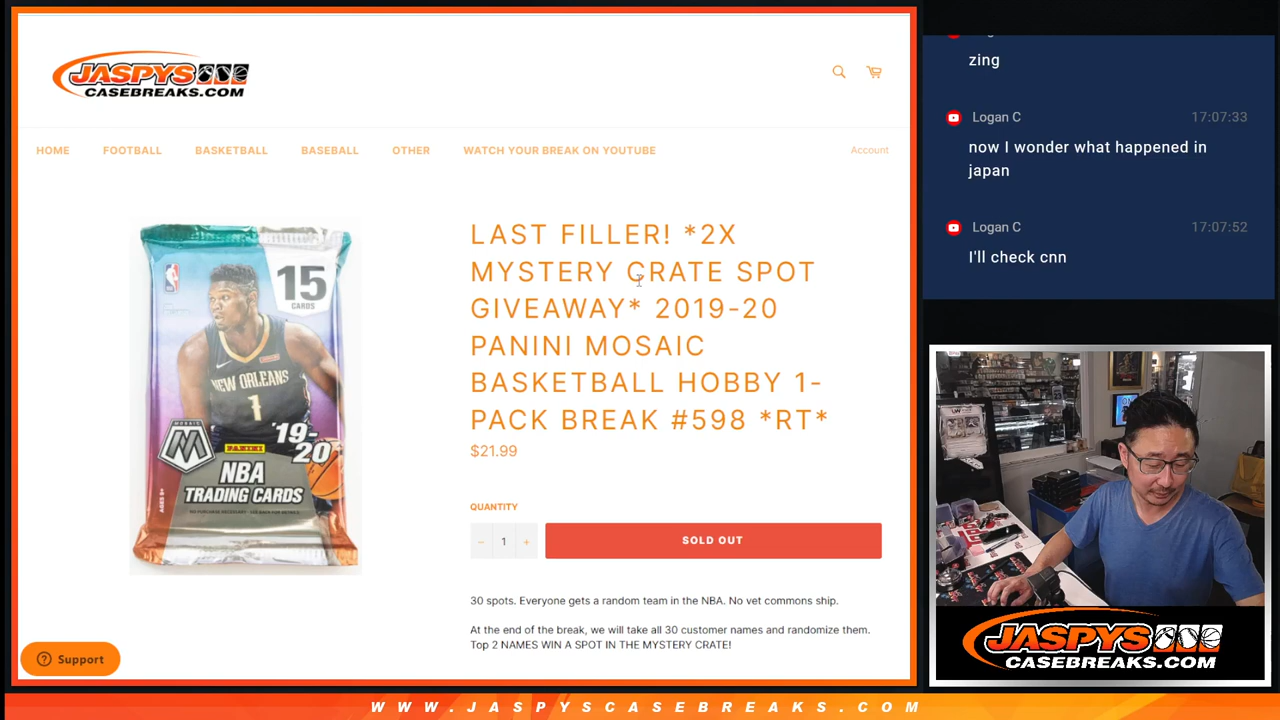 JASPYS
CASEBREAKS.COM
HOME FOOTBALL BASKETBALL BASEBALL OTHER WATCH YOUR BREAK ON YOUTUBE Account
15
CARDS
NEW ORLEANS
1
'19-
20
M
MOSAIC
PANINI
NBA
TRADING CARDS
LAST FILLER! *2X
MYSTERY CRATE SPOT
GIVEAWAY* 2019-20
PANINI MOSAIC
BASKETBALL HOBBY 1-
PACK BREAK #598 *RT*
$21.99
QUANTITY
− 1 + SOLD OUT
30 spots. Everyone gets a random team in the NBA. No vet commons ship.
At the end of the break, we will take all 30 customer names and randomize them.
Top 2 NAMES WIN A SPOT IN THE MYSTERY CRATE!
Support
zing
Logan C 17:07:33
now I wonder what happened in
japan
Logan C 17:07:52
I'll check cnn
JASPYS
CASEBREAKS.COM
WWW.JASPYSCASEBREAKS.COM